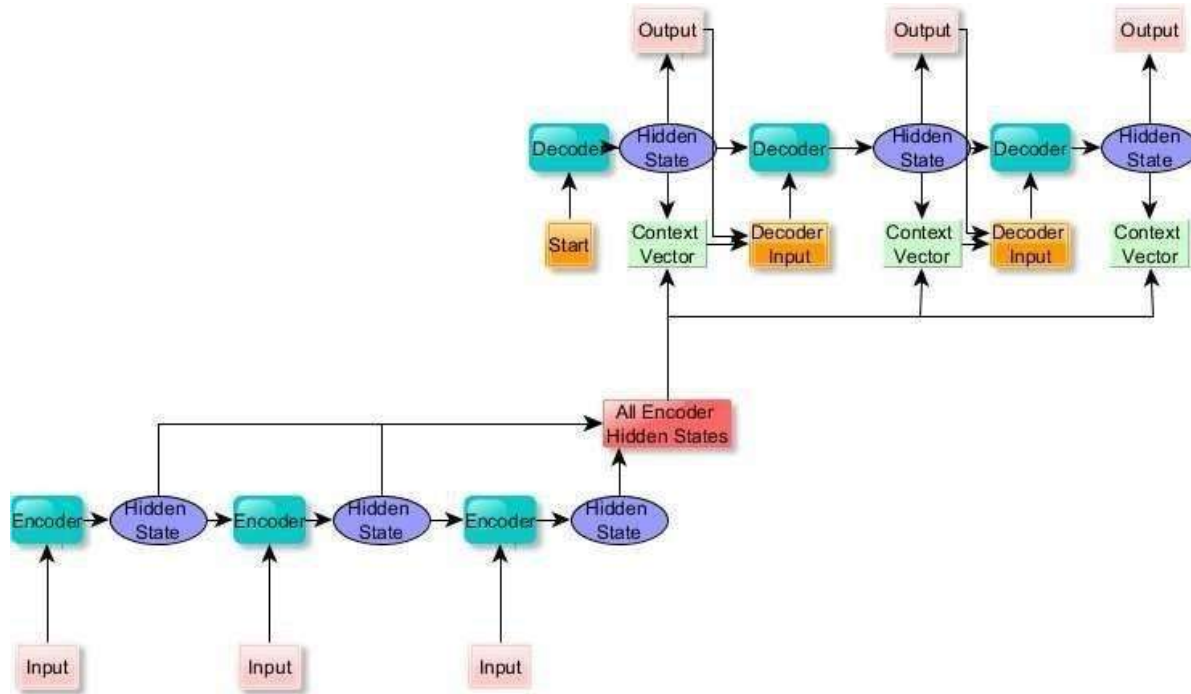 Output
Output
Output
Decoder
Hidden
State
Decoder
Hidden
State
Decoder
Hidden
State
Start
Context
Vector
Decoder
Input
Context
Vector
Decoder
Input
Context
Vector
All Encoder
Hidden States
Encoder
Hidden
State
Encoder
Hidden
State
Encoder
Hidden
State
Input
Input
Input